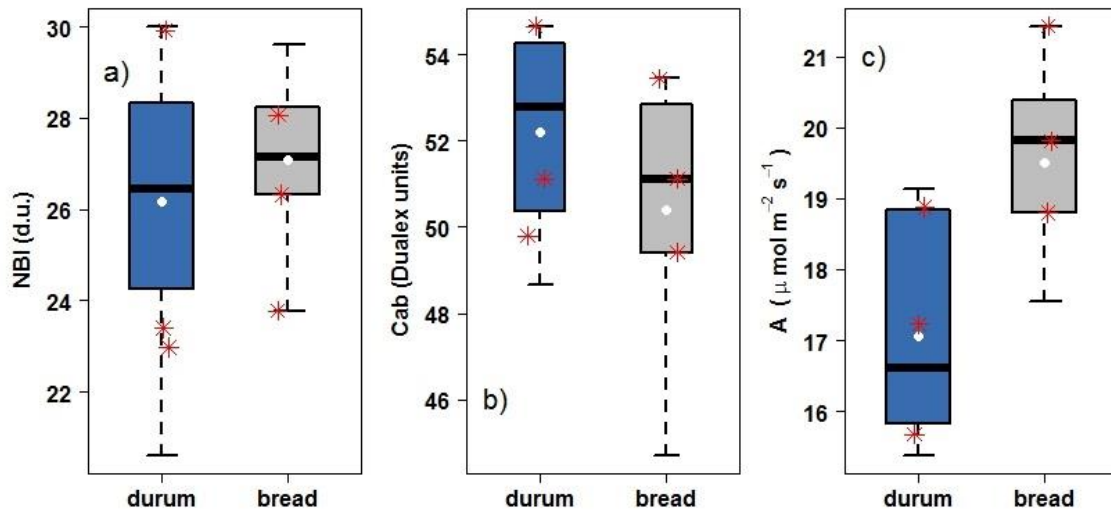 a)
NBI (d.u.)
30
28
26
24
22
durum
bread
b)
Cab (Dualex units)
54
52
50
48
46
durum
bread
c)
A ( μ mol m⁻² s⁻¹ )
21
20
19
18
17
16
durum
bread